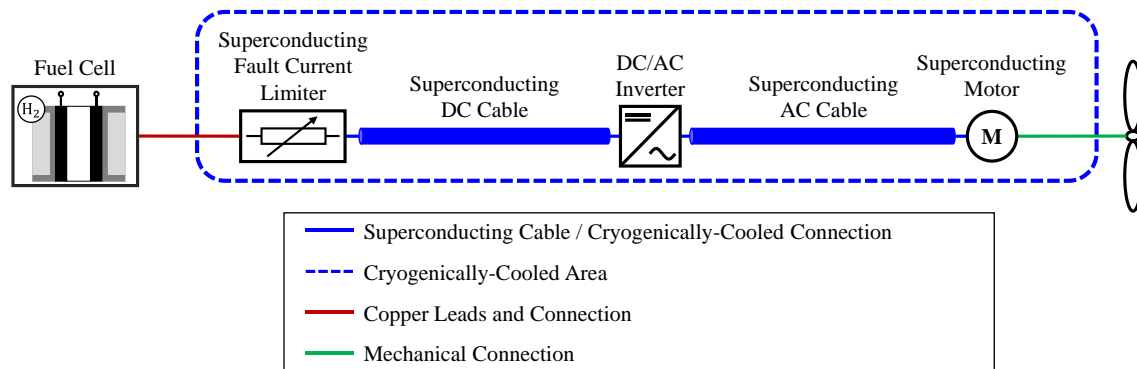 Superconducting
Fault Current
Limiter
Fuel Cell
H₂
Superconducting
DC Cable
DC/AC
Inverter
Superconducting
AC Cable
Superconducting
Motor
M
Superconducting Cable / Cryogenically-Cooled Connection
Cryogenically-Cooled Area
Copper Leads and Connection
Mechanical Connection